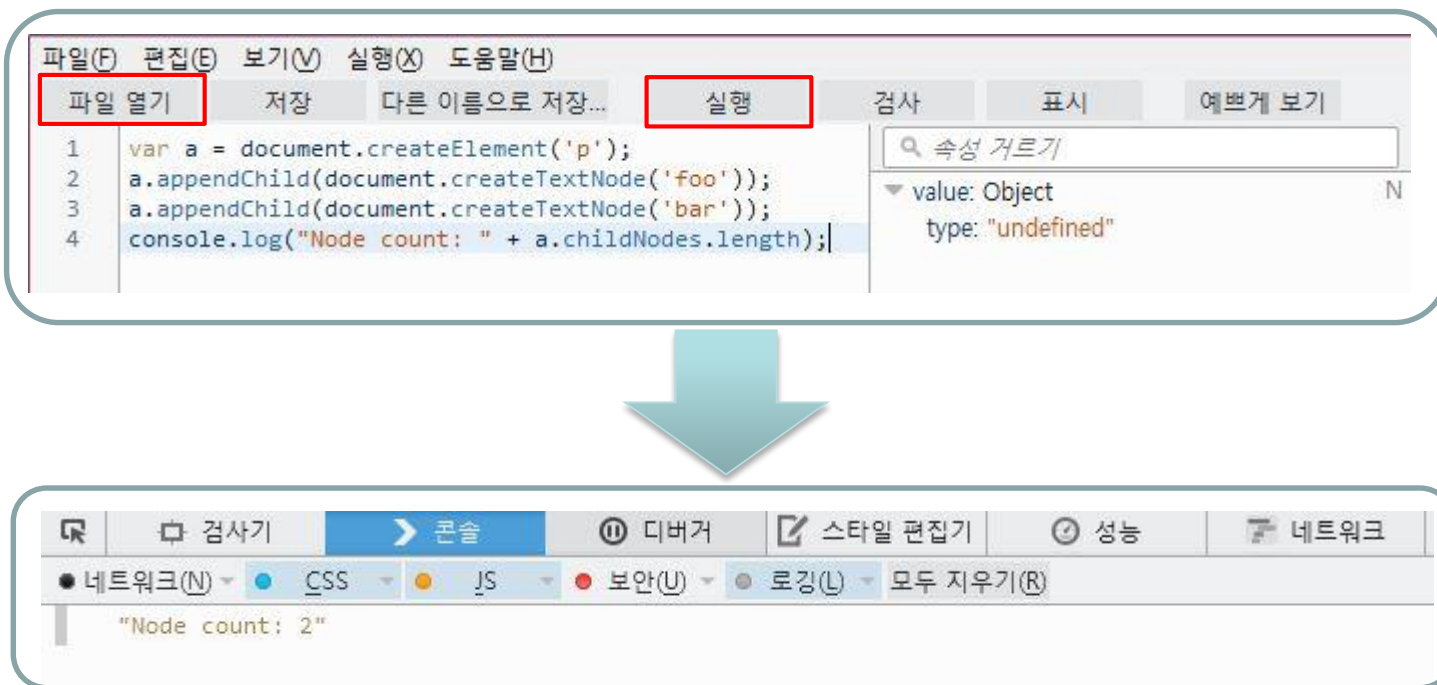 파일(F) 편집(E) 보기(V) 실행(X) 도움말(H)
파일 열기 저장 다른 이름으로 저장... 실행 검사 표시 예쁘게 보기
1 var a = document.createElement('p');
2 a.appendChild(document.createTextNode('foo'));
3 a.appendChild(document.createTextNode('bar'));
4 console.log("Node count: " + a.childNodes.length);
속성 거르기
value: Object N
type: "undefined"
검사기 콘솔 디버거 스타일 편집기 성능 네트워크
네트워크(N) CSS JS 보안(U) 로깅(L) 모두 지우기(R)
"Node count: 2"